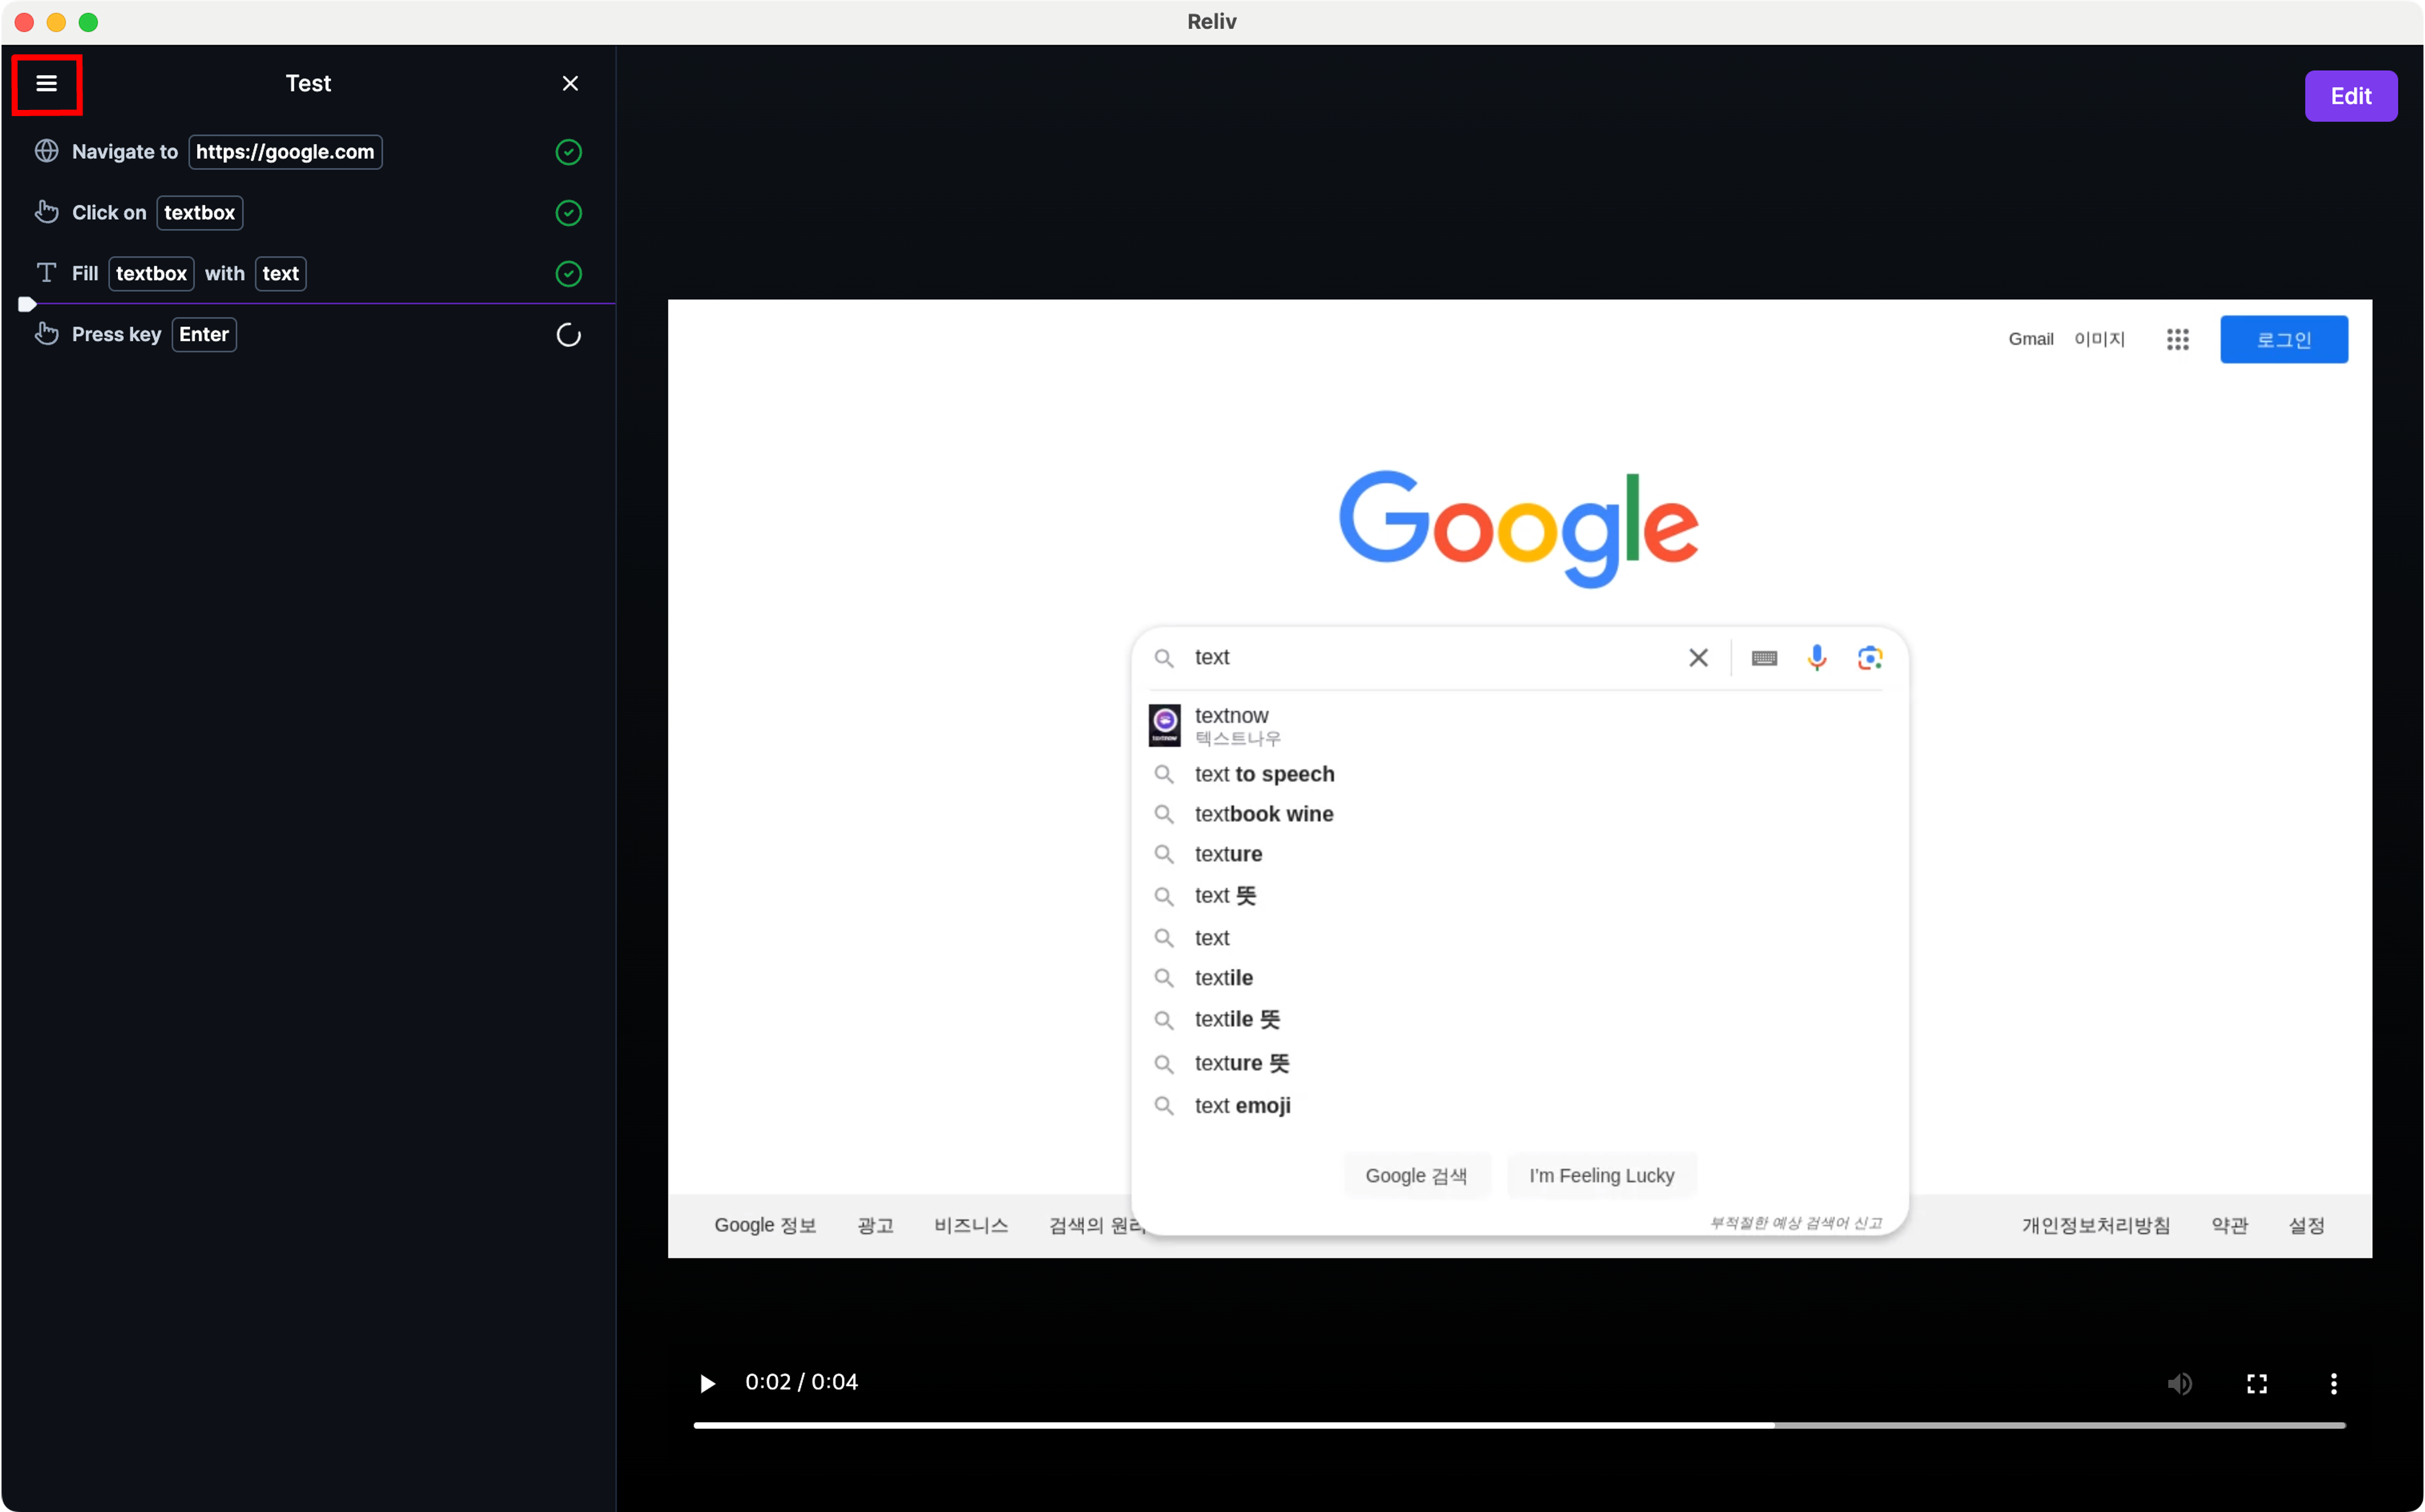 Reliv
Test
Edit
Navigate to https://google.com
Click on textbox
Fill textbox with text
Press key Enter
Gmail 이미지 로그인
Google
text
textnow
텍스트나우
text to speech
textbook wine
texture
text 뜻
text
textile
textile 뜻
texture 뜻
text emoji
Google 검색 I'm Feeling Lucky
부적절한 예상 검색어 신고
Google 정보 광고 비즈니스 검색의 원리 개인정보처리방침 약관 설정
0:02 / 0:04